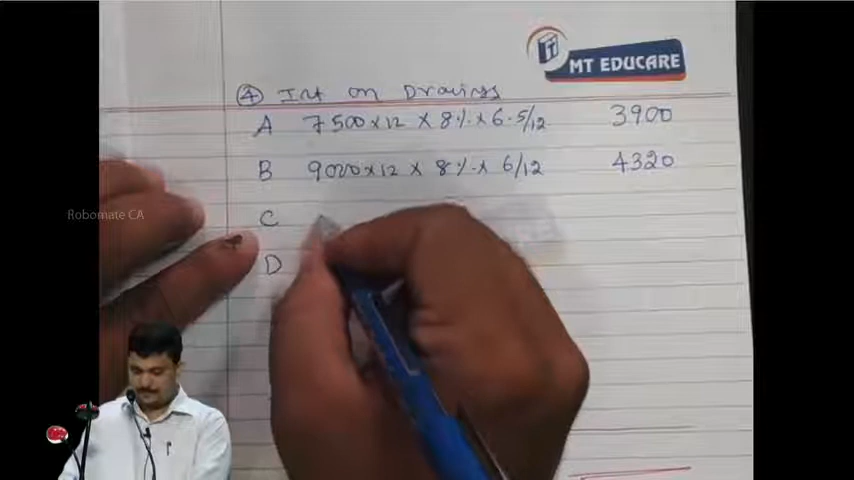 MT EDUCARE
④ Int on Drawings
A 7500 x 12 x 8% x 6.5/12 3900
B 9000 x 12 x 8% x 6/12 4320
Robomate CA
C
D